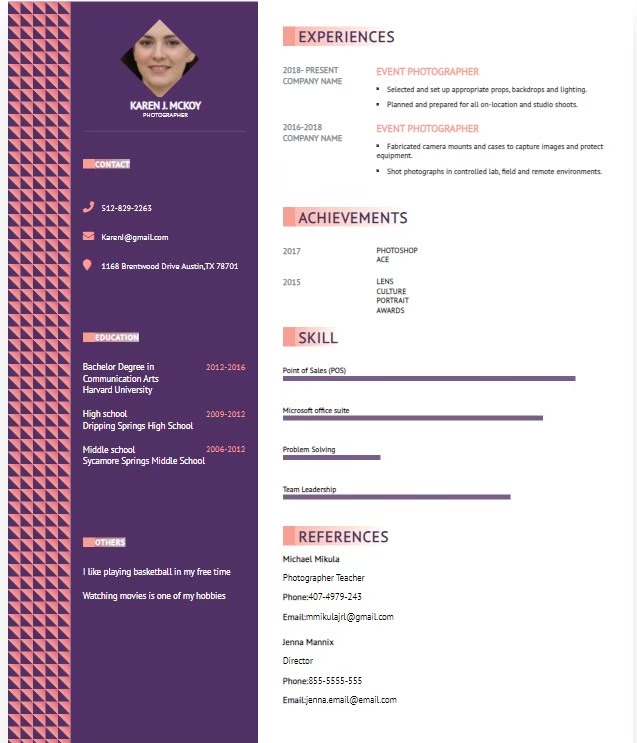 KAREN J. MCKOY
PHOTOGRAPHER
CONTACT
512-829-2263
KarenJ@gmail.com
1168 Brentwood Drive Austin,TX 78701
EDUCATION
Bachelor Degree in 2012-2016
Communication Arts
Harvard University
High school 2009-2012
Dripping Springs High School
Middle school 2006-2012
Sycamore Springs Middle School
OTHERS
I like playing basketball in my free time
Watching movies is one of my hobbies
EXPERIENCES
2018- PRESENT EVENT PHOTOGRAPHER
COMPANY NAME
▪ Selected and set up appropriate props, backdrops and lighting.
▪ Planned and prepared for all on-location and studio shoots.
2016-2018 EVENT PHOTOGRAPHER
COMPANY NAME
▪ Fabricated camera mounts and cases to capture images and protect
equipment.
▪ Shot photographs in controlled lab, field and remote environments.
ACHIEVEMENTS
2017 PHOTOSHOP
ACE
2015 LENS
CULTURE
PORTRAIT
AWARDS
SKILL
Point of Sales (POS)
Microsoft office suite
Problem Solving
Team Leadership
REFERENCES
Michael Mikula
Photographer Teacher
Phone:407-4979-243
Email:mmikulajrl@gmail.com
Jenna Mannix
Director
Phone:855-5555-555
Email:jenna.email@email.com